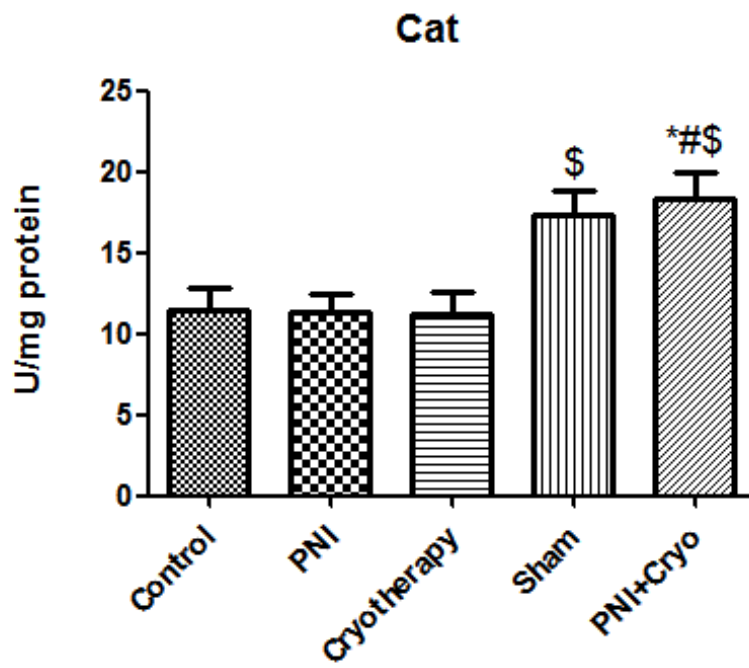 Cat
25
20
15
10
5
0
U/mg protein
$
*#$
Control
PNI
Cryotherapy
Sham
PNI+Cryo